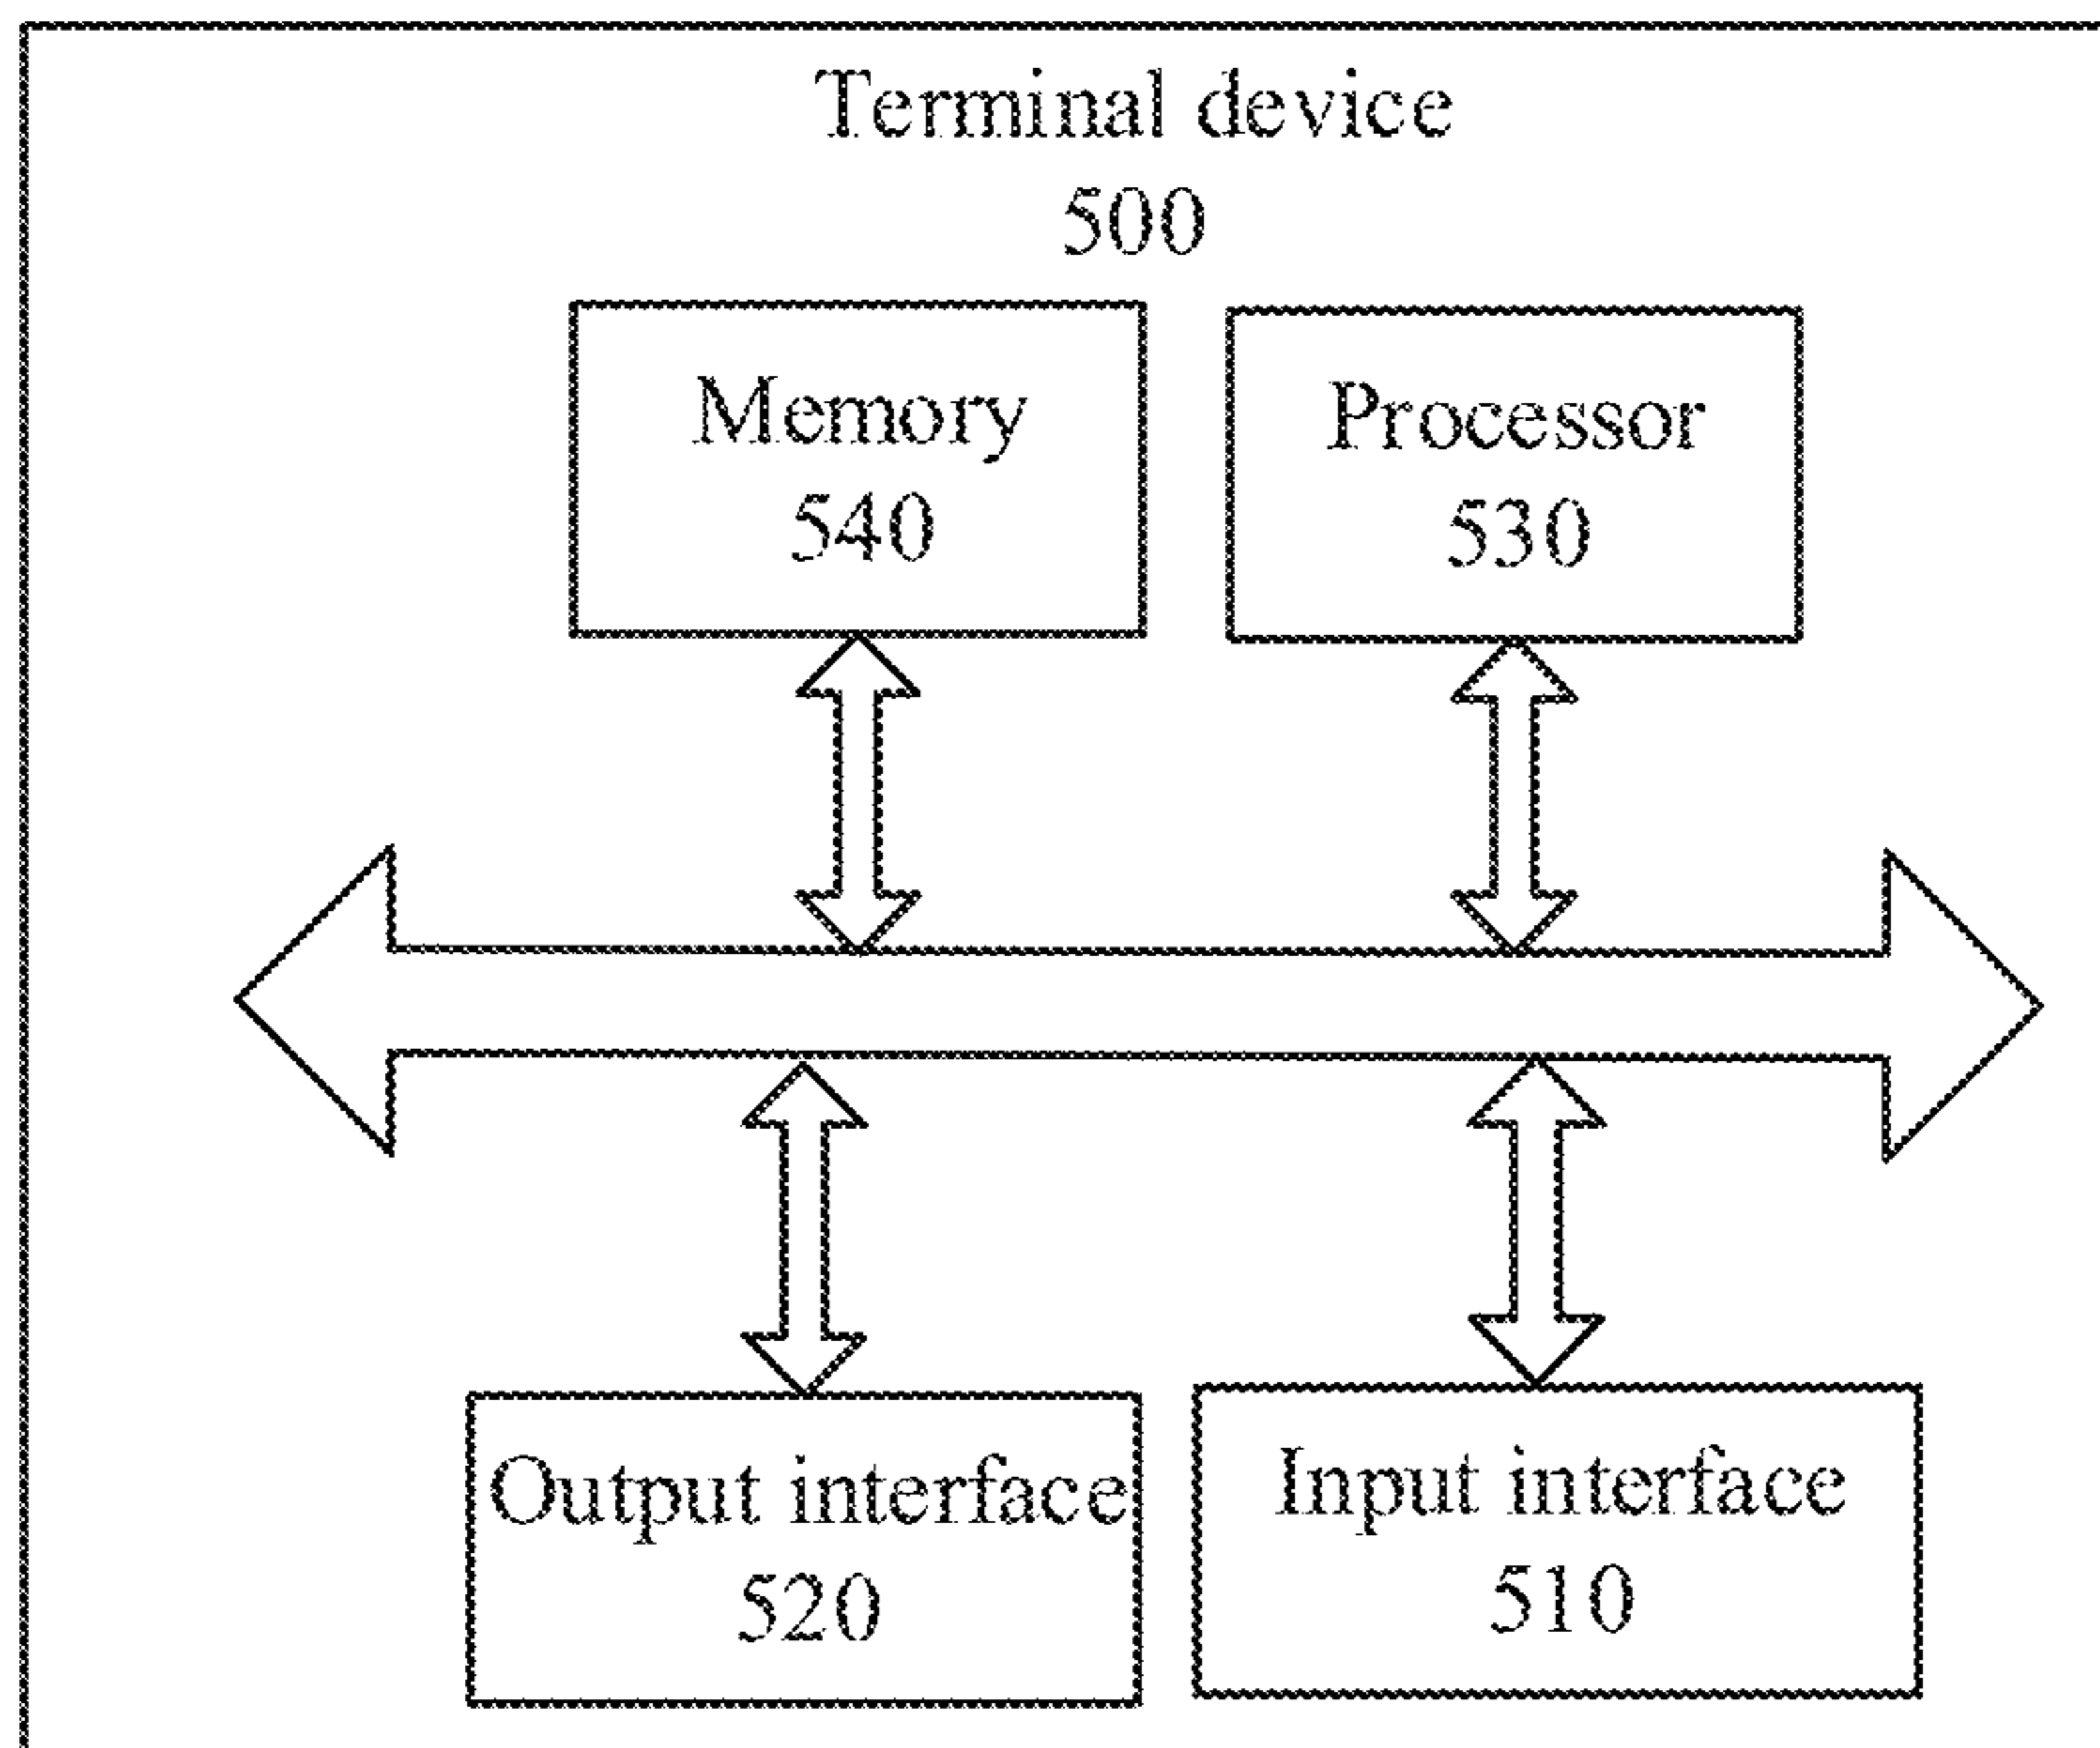 Terminal device
500
Memory
540
Processor
530
Output interface
520
Input interface
510